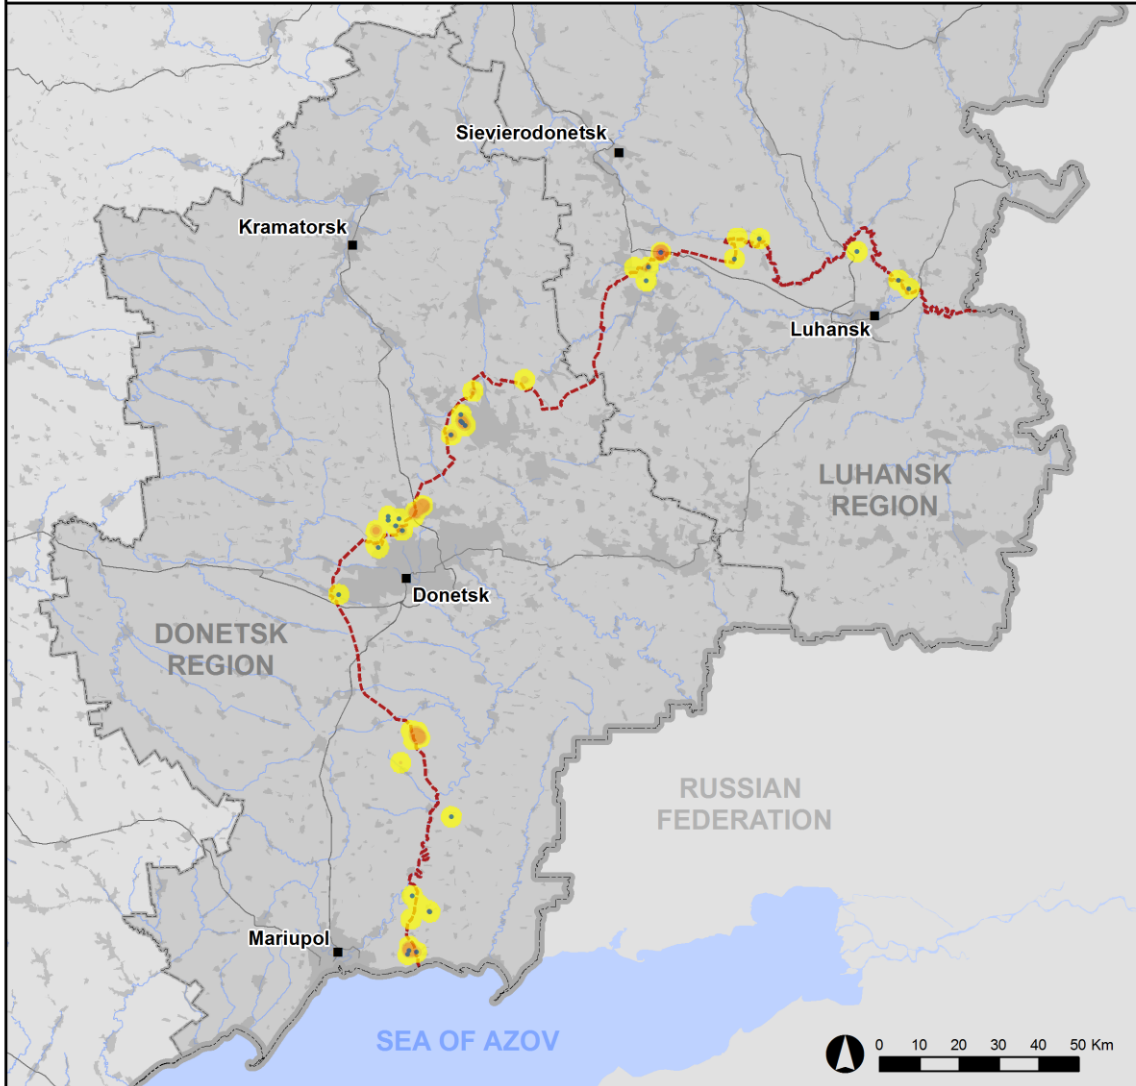 Sievierodonetsk
Kramatorsk
Luhansk
LUHANSK
REGION
Donetsk
DONETSK
REGION
RUSSIAN
FEDERATION
Mariupol
SEA OF AZOV
0 10 20 30 40 50 Km